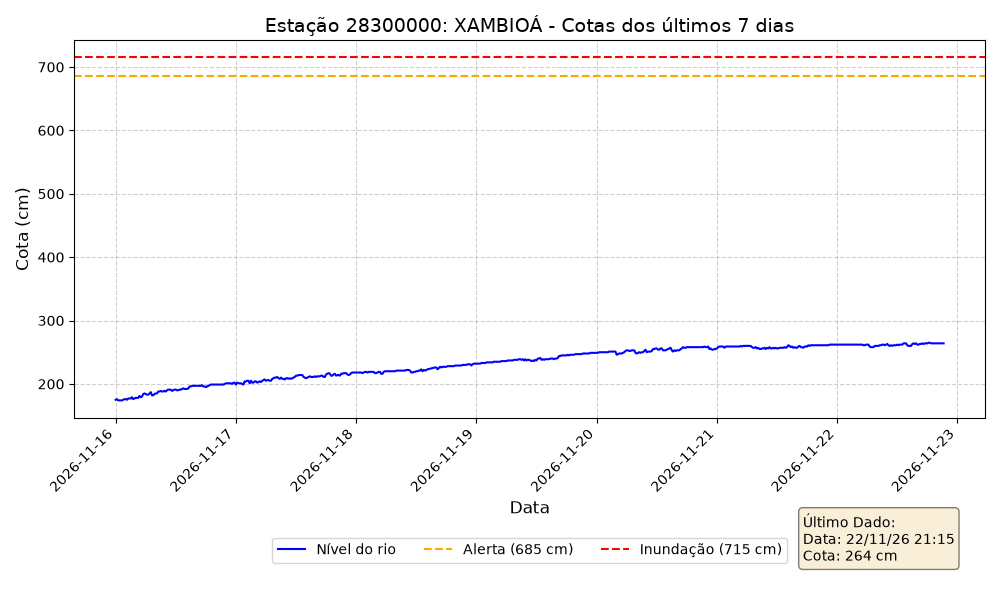 Estação 28300000: XAMBIOÁ - Cotas dos últimos 7 dias
Cota (cm)
700
600
500
400
300
200
2026-11-16
2026-11-17
2026-11-18
2026-11-19
2026-11-20
2026-11-21
2026-11-22
2026-11-23
Data
Nível do rio
Alerta (685 cm)
Inundação (715 cm)
Último Dado:
Data: 22/11/26 21:15
Cota: 264 cm